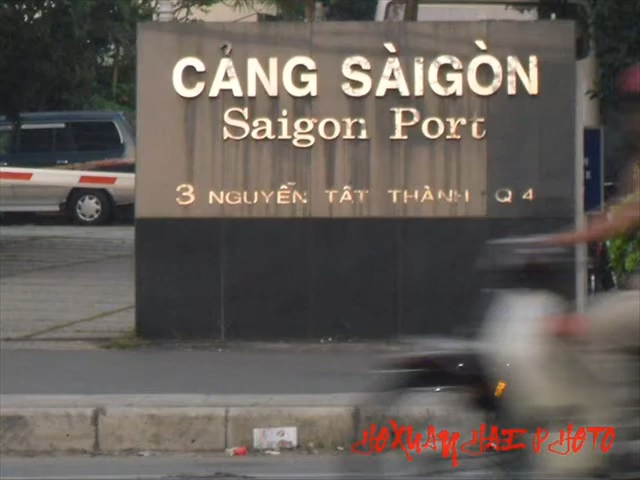 CẢNG SÀIGÒN
Saigon Port
3 NGUYỄN TẤT THÀNH Q 4
HOXUANHAI PHOTO